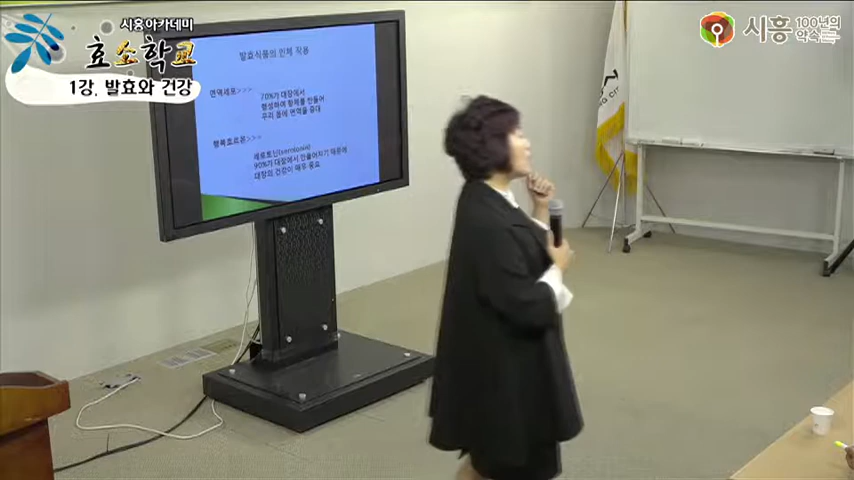 시흥아카데미
효소학교
1강. 발효와 건강
시흥 100년의 약속
발효식품의 인체 작용
면역세포>>>
70%가 대장에서
형성하여 항체를 만들어
우리 몸에 면역을 증대
행복호르몬>>>
세로토닌(serotonin)
90%가 대장에서 만들어지기 때문에
대장의 건강이 매우 중요